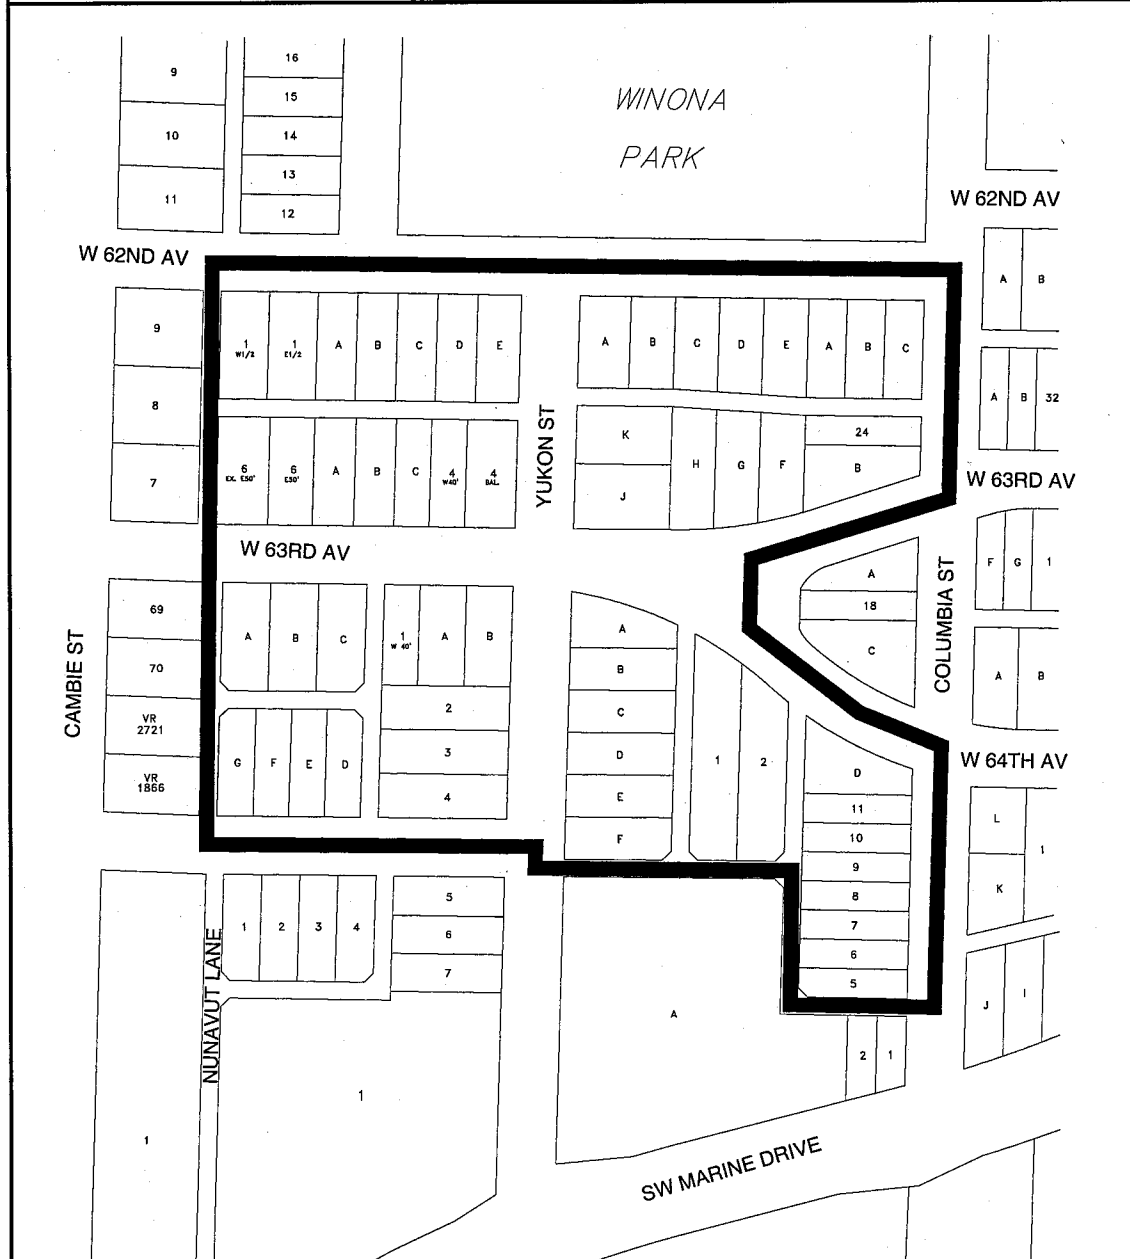 9
10
11
16
15
14
13
12
WINONA
PARK
W 62ND AV
W 62ND AV
9
8
7
1
W1/2
1
E1/2
A
B
C
D
E
A
B
C
D
E
A
B
C
A
B
A
B
32
6
EX. E50'
6
E50'
A
B
C
4
W40'
4
BAL.
YUKON ST
K
J
H
G
F
24
B
W 63RD AV
W 63RD AV
CAMBIE ST
69
70
VR
2721
VR
1866
A
B
C
1
W 40'
A
B
2
3
4
G
F
E
D
A
B
C
D
E
F
1
2
A
18
C
COLUMBIA ST
F
G
1
A
B
W 64TH AV
D
11
10
9
8
7
6
5
L
K
1
J
I
NUNAVUT LANE
1
2
3
4
5
6
7
A
2
1
1
1
SW MARINE DRIVE